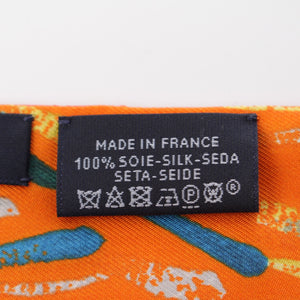 MADE IN FRANCE
100% SOIE-SILK-SEDA
SETA-SEIDE
P W ®